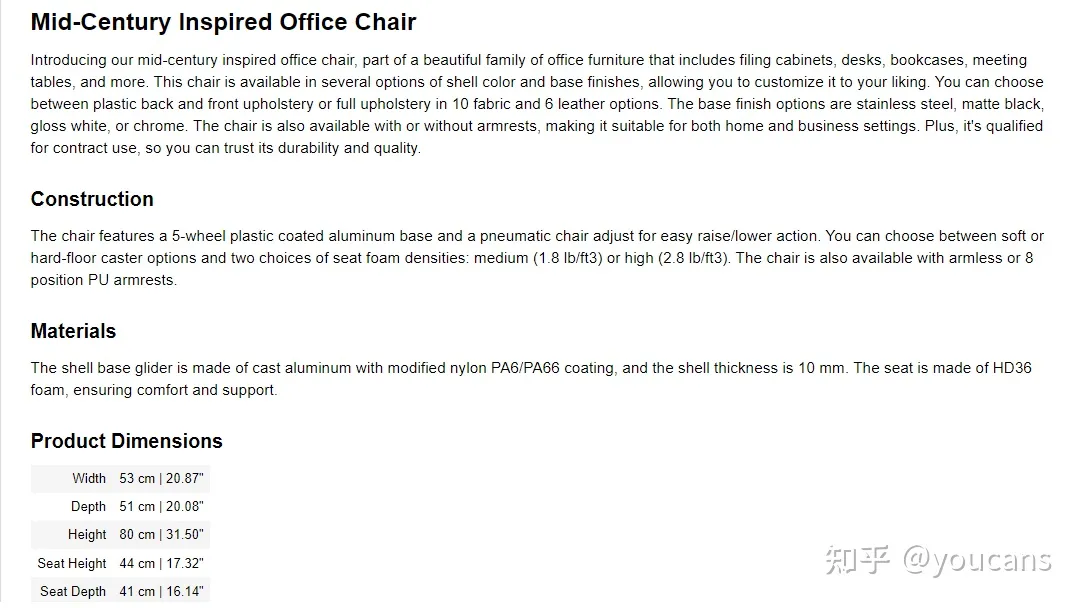 Mid-Century Inspired Office Chair
Introducing our mid-century inspired office chair, part of a beautiful family of office furniture that includes filing cabinets, desks, bookcases, meeting
tables, and more. This chair is available in several options of shell color and base finishes, allowing you to customize it to your liking. You can choose
between plastic back and front upholstery or full upholstery in 10 fabric and 6 leather options. The base finish options are stainless steel, matte black,
gloss white, or chrome. The chair is also available with or without armrests, making it suitable for both home and business settings. Plus, it's qualified
for contract use, so you can trust its durability and quality.
Construction
The chair features a 5-wheel plastic coated aluminum base and a pneumatic chair adjust for easy raise/lower action. You can choose between soft or
hard-floor caster options and two choices of seat foam densities: medium (1.8 lb/ft3) or high (2.8 lb/ft3). The chair is also available with armless or 8
position PU armrests.
Materials
The shell base glider is made of cast aluminum with modified nylon PA6/PA66 coating, and the shell thickness is 10 mm. The seat is made of HD36
foam, ensuring comfort and support.
Product Dimensions
Width 53 cm | 20.87"
Depth 51 cm | 20.08"
Height 80 cm | 31.50"
Seat Height 44 cm | 17.32"
Seat Depth 41 cm | 16.14"
知乎 @youcans